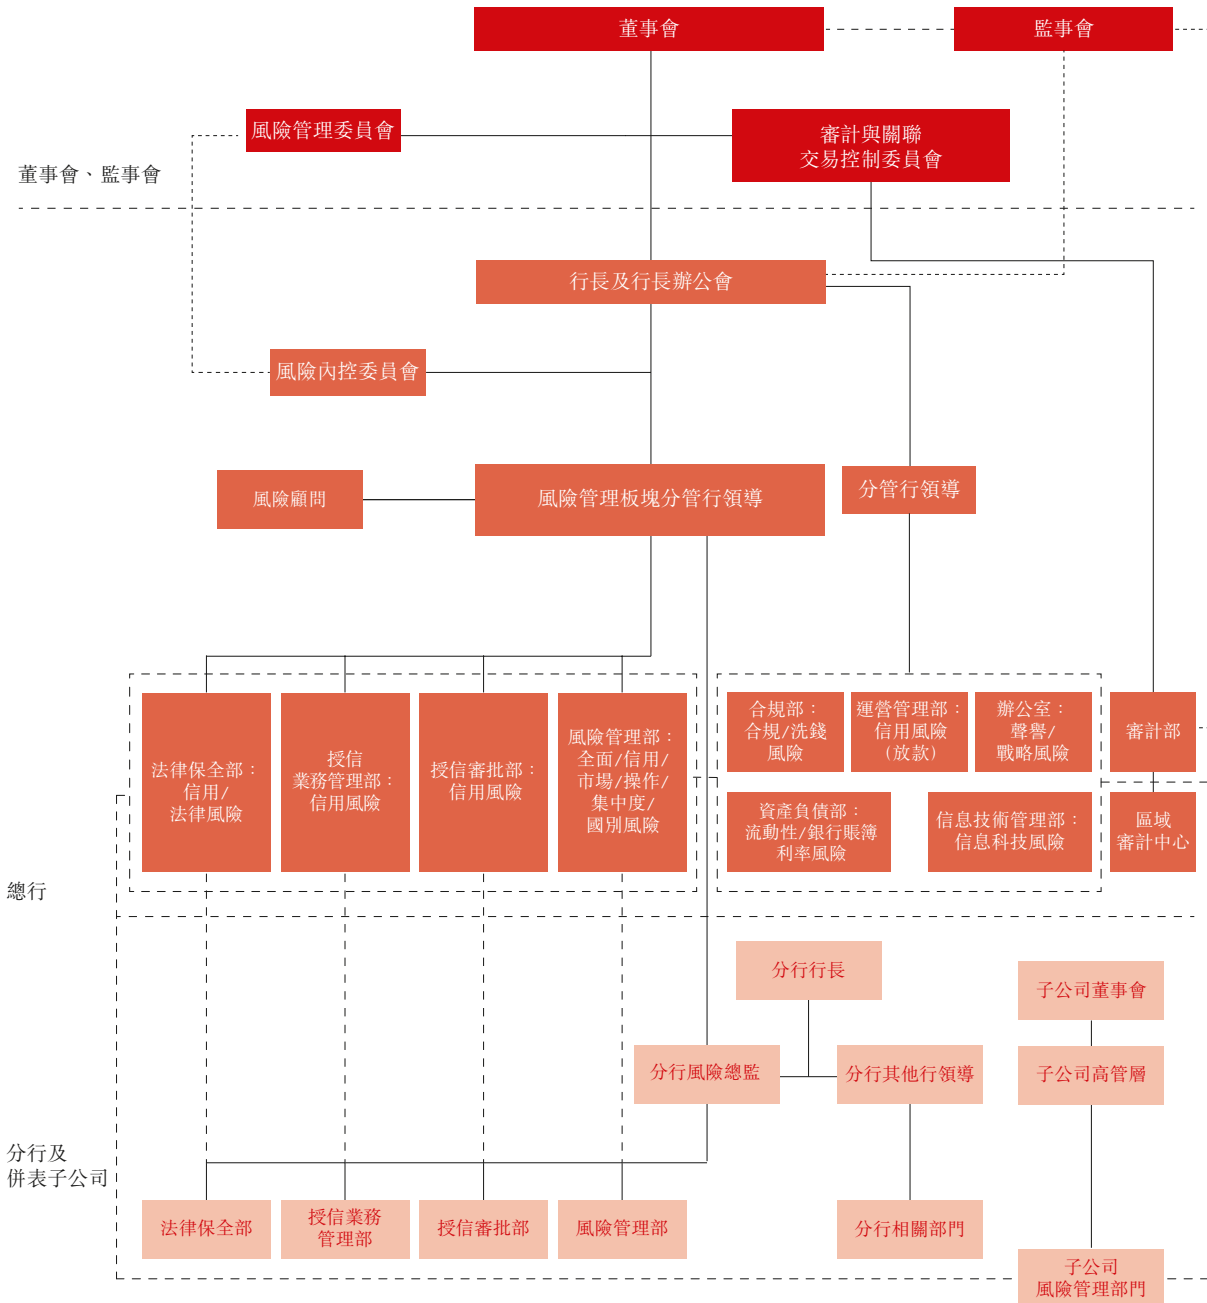 董事會
監事會
風險管理委員會
審計與關聯
交易控制委員會
董事會、監事會
行長及行長辦公會
風險內控委員會
風險顧問
風險管理板塊分管行領導
分管行領導
法律保全部：
信用/
法律風險
授信
業務管理部：
信用風險
授信審批部：
信用風險
風險管理部：
全面/信用/
市場/操作/
集中度/
國別風險
合規部：
合規/洗錢
風險
運營管理部：
信用風險
(放款)
辦公室：
聲譽/
戰略風險
審計部
資產負債部：
流動性/銀行賬簿
利率風險
信息技術管理部：
信息科技風險
區域
審計中心
總行
分行行長
子公司董事會
分行風險總監
分行其他行領導
子公司高管層
分行及
併表子公司
法律保全部
授信業務
管理部
授信審批部
風險管理部
分行相關部門
子公司
風險管理部門